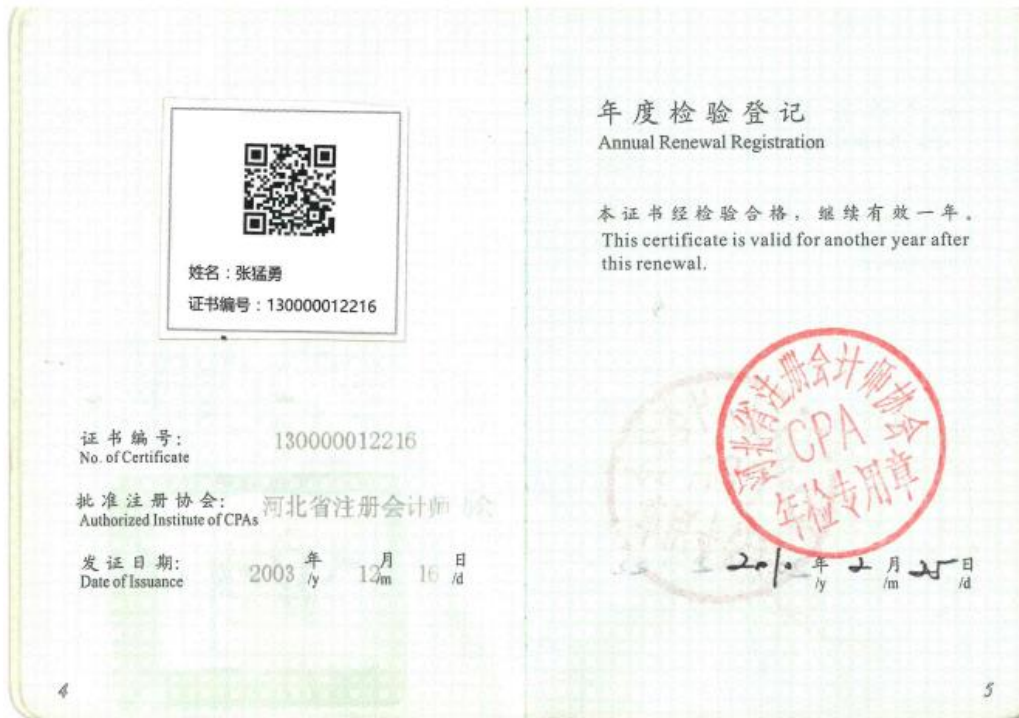 姓名：张猛勇
证书编号：130000012216
证书编号： 130000012216
No. of Certificate
批准注册协会： 河北省注册会计师协会
Authorized Institute of CPAs
发证日期： 2003 年 12 月 16 日
Date of Issuance /y /m /d
4
年度检验登记
Annual Renewal Registration
本证书经检验合格，继续有效一年。
This certificate is valid for another year after
this renewal.
河北省注册会计师协会
CPA
年检专用章
2010 年 2 月 25 日
/y /m /d
5